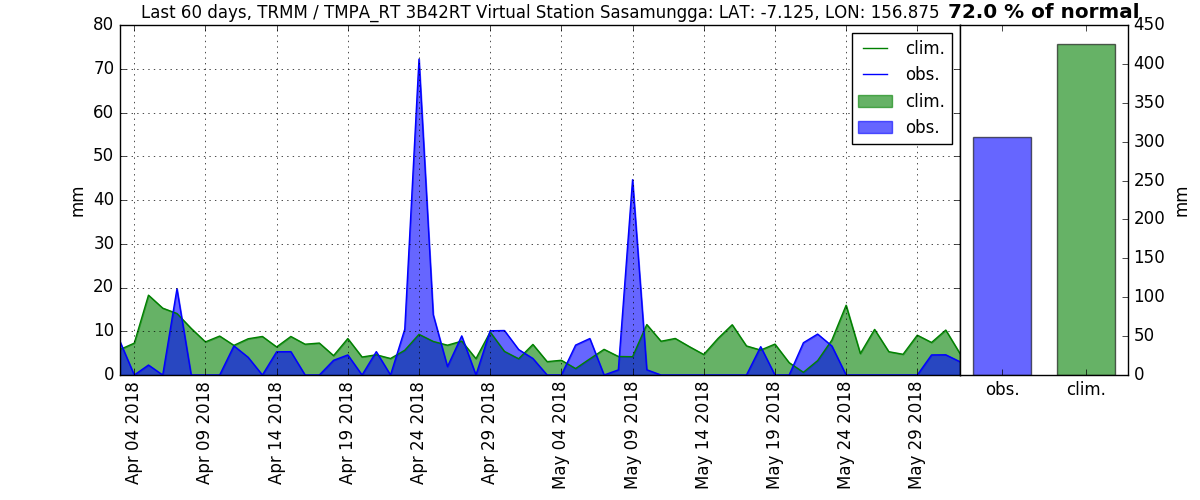 Last 60 days, TRMM / TMPA_RT 3B42RT Virtual Station Sasamungga: LAT: -7.125, LON: 156.875 72.0 % of normal
80
70
60
50
40
30
20
10
0
mm
clim.
obs.
clim.
obs.
Apr 04 2018
Apr 09 2018
Apr 14 2018
Apr 19 2018
Apr 24 2018
Apr 29 2018
May 04 2018
May 09 2018
May 14 2018
May 19 2018
May 24 2018
May 29 2018
450
400
350
300
250
200
150
100
50
0
mm
obs.
clim.